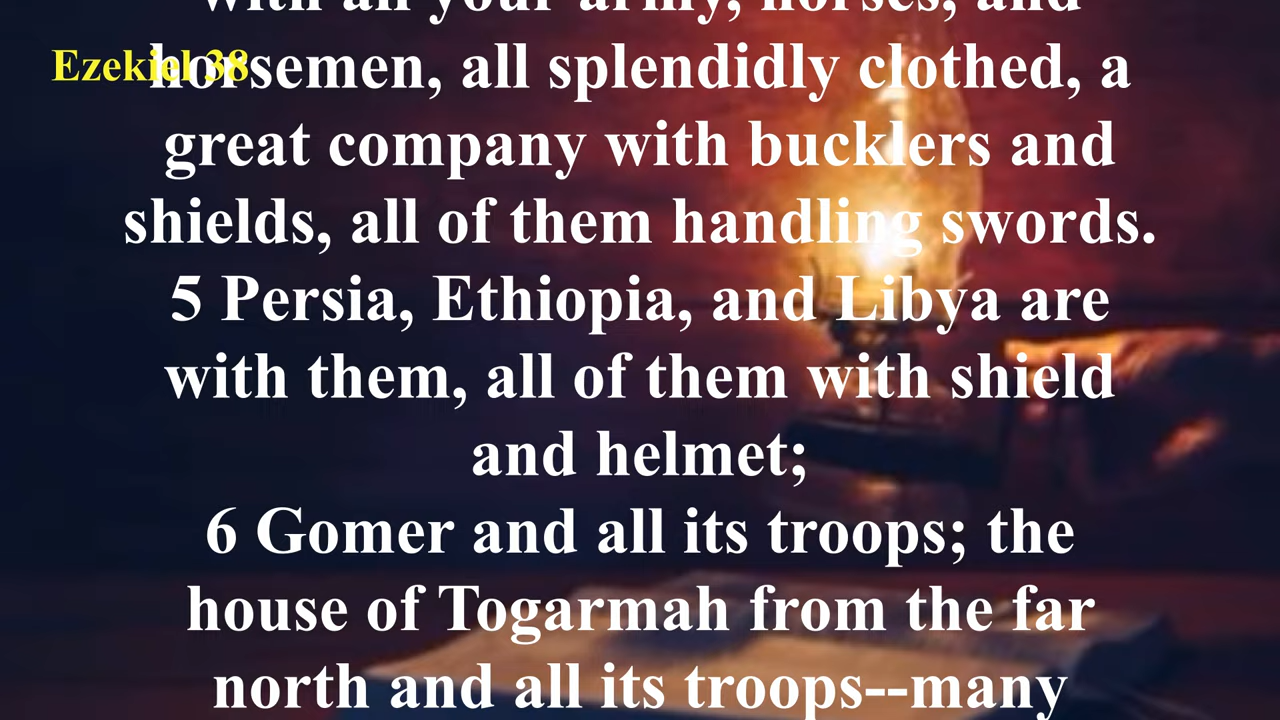 with all your army, horses, and
Ezekiel 38
horsemen, all splendidly clothed, a
great company with bucklers and
shields, all of them handling swords.
5 Persia, Ethiopia, and Libya are
with them, all of them with shield
and helmet;
6 Gomer and all its troops; the
house of Togarmah from the far
north and all its troops--many